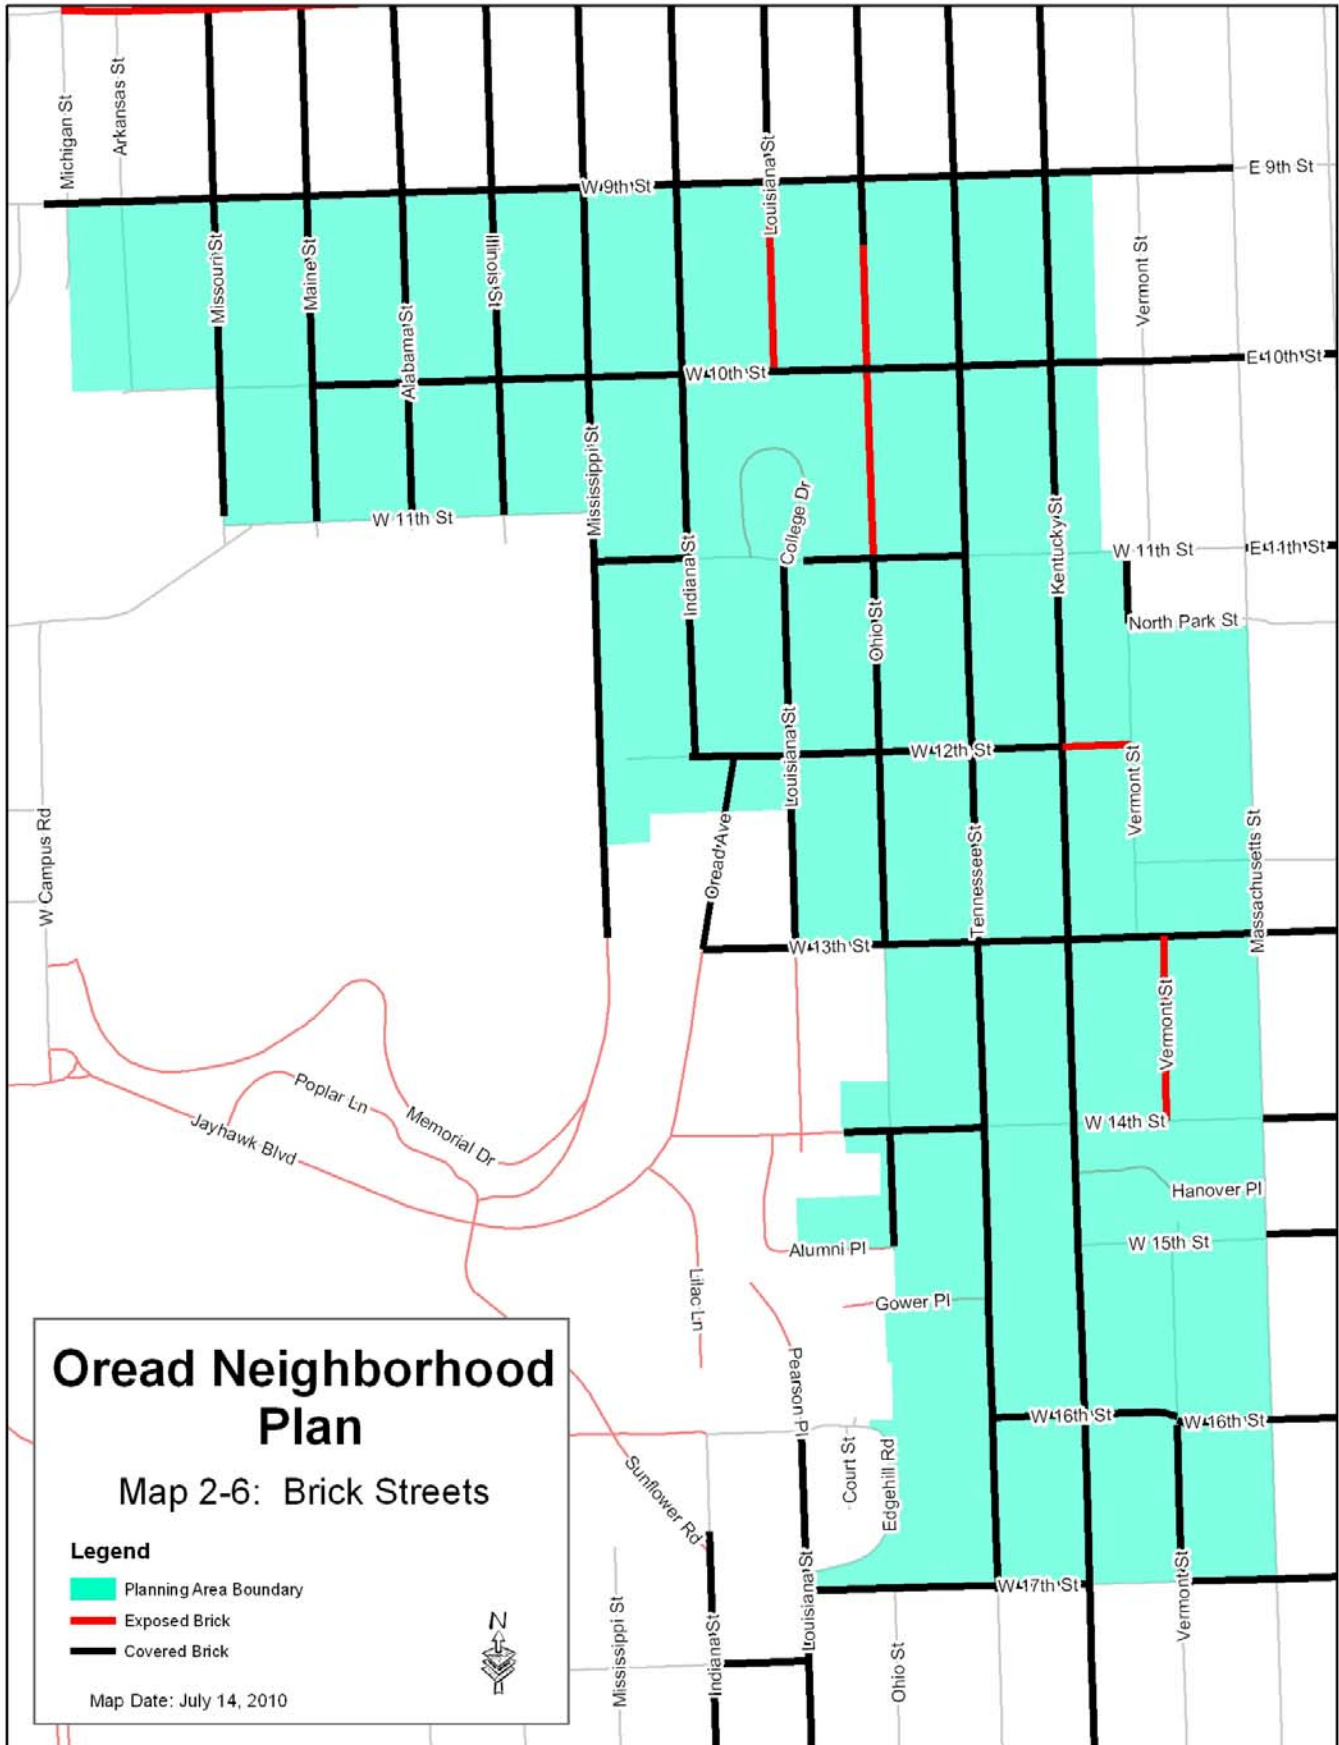 Michigan St
Arkansas St
Louisiana St
W 9th St
E 9th St
Missouri St
Maine St
Alabama St
Illinois St
Vermont St
W 10th St
E 10th St
Mississippi St
College Dr
Kentucky St
W 11th St
W 11th St
E 11th St
Indiana St
Ohio St
North Park St
Louisiana St
W 12th St
Vermont St
W Campus Rd
Oread Ave
Tennessee St
Massachusetts St
W 13th St
Vermont St
Poplar Ln
Memorial Dr
Jayhawk Blvd
W 14th St
Hanover Pl
Alumni Pl
W 15th St
Lilac Ln
Gower Pl
Pearson Pl
W 16th St
W 16th St
Court St
Edgehill Rd
Sunflower Rd
Louisiana St
W 17th St
Vermont St
Mississippi St
Indiana St
Ohio St
Oread Neighborhood
Plan
Map 2-6: Brick Streets
Legend
Planning Area Boundary
Exposed Brick
Covered Brick
N
Map Date: July 14, 2010